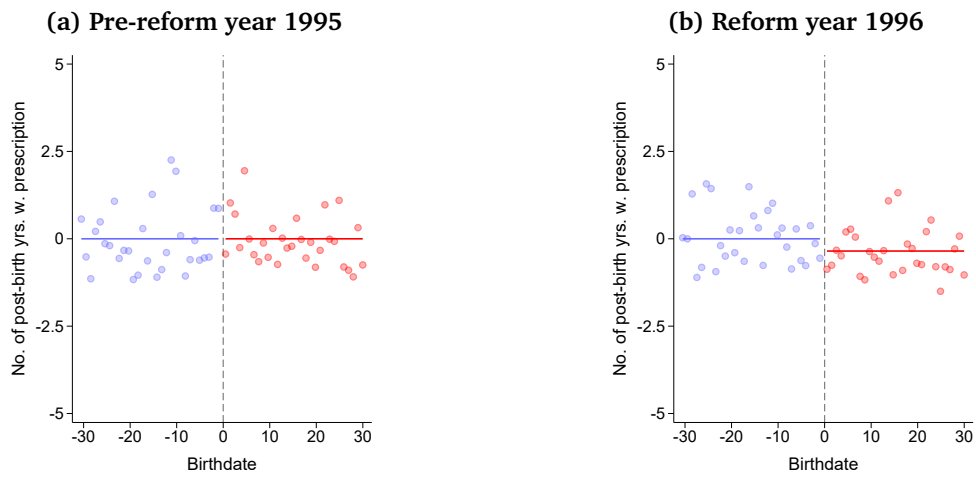 (a) Pre-reform year 1995
No. of post-birth yrs. w. prescription
5
2.5
0
-2.5
-5
-30 -20 -10 0 10 20 30
Birthdate
(b) Reform year 1996
No. of post-birth yrs. w. prescription
5
2.5
0
-2.5
-5
-30 -20 -10 0 10 20 30
Birthdate